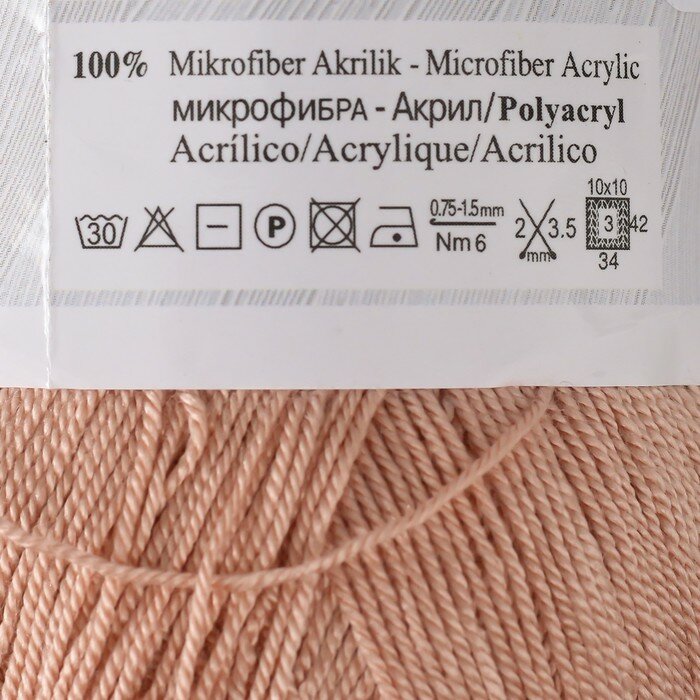 100% Mikrofiber Akrilik - Microfiber Acrylic
МИКРОФИБРА - Акрил/Polyacryl
Acrílico/Acrylique/Acrilico
10x10
30 P 0.75-1.5mm 2 3.5 3 42
Nm 6 mm 34